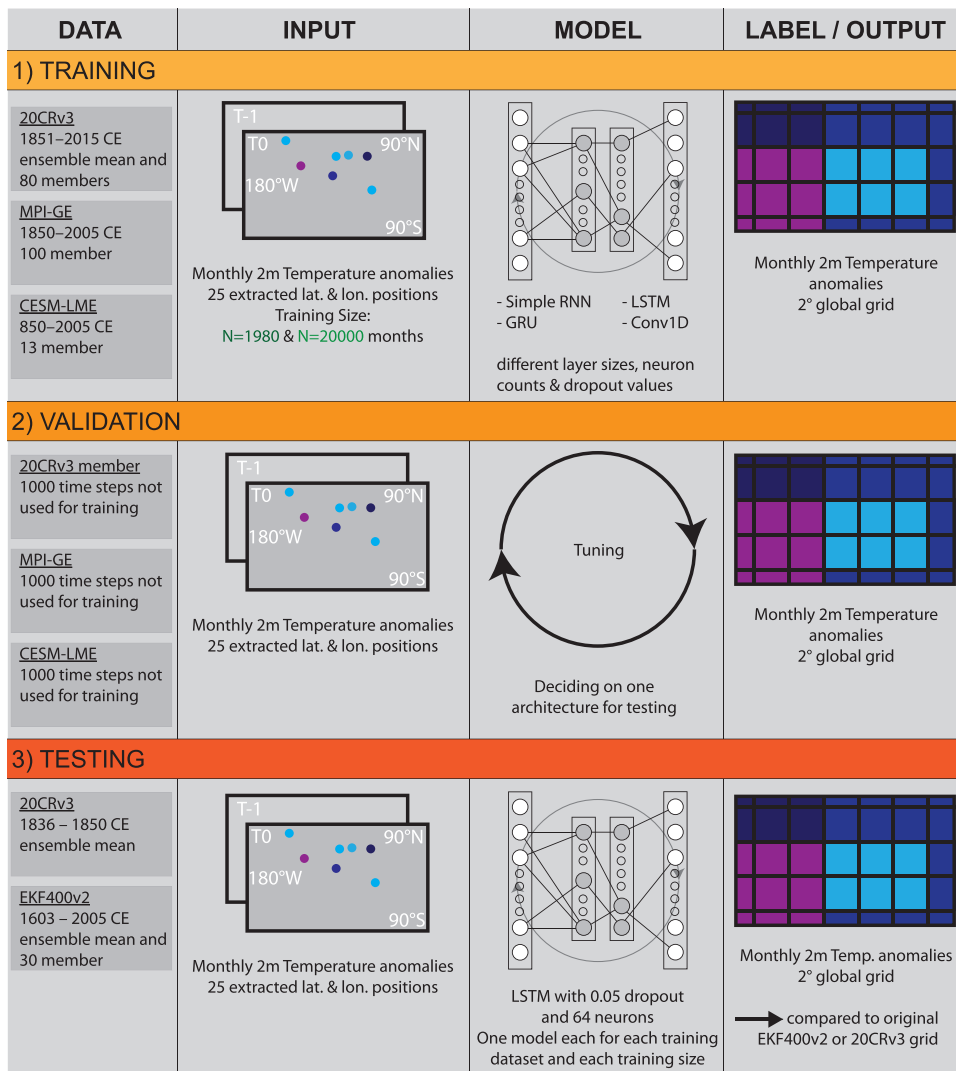 DATA
INPUT
MODEL
LABEL / OUTPUT
1) TRAINING
20CRv3
1851–2015 CE
ensemble mean and
80 members
MPI-GE
1850–2005 CE
100 member
CESM-LME
850–2005 CE
13 member
T-1
T0
90°N
180°W
90°S
Monthly 2m Temperature anomalies
25 extracted lat. & lon. positions
Training Size:
N=1980 & N=20000 months
- Simple RNN
- LSTM
- GRU
- Conv1D
different layer sizes, neuron
counts & dropout values
Monthly 2m Temperature
anomalies
2° global grid
2) VALIDATION
20CRv3 member
1000 time steps not
used for training
MPI-GE
1000 time steps not
used for training
CESM-LME
1000 time steps not
used for training
T-1
T0
90°N
180°W
90°S
Monthly 2m Temperature anomalies
25 extracted lat. & lon. positions
Tuning
Deciding on one
architecture for testing
Monthly 2m Temperature
anomalies
2° global grid
3) TESTING
20CRv3
1836 – 1850 CE
ensemble mean
EKF400v2
1603 – 2005 CE
ensemble mean and
30 member
T-1
T0
90°N
180°W
90°S
Monthly 2m Temperature anomalies
25 extracted lat. & lon. positions
LSTM with 0.05 dropout
and 64 neurons
One model each for each training
dataset and each training size
Monthly 2m Temp. anomalies
2° global grid
compared to original
EKF400v2 or 20CRv3 grid